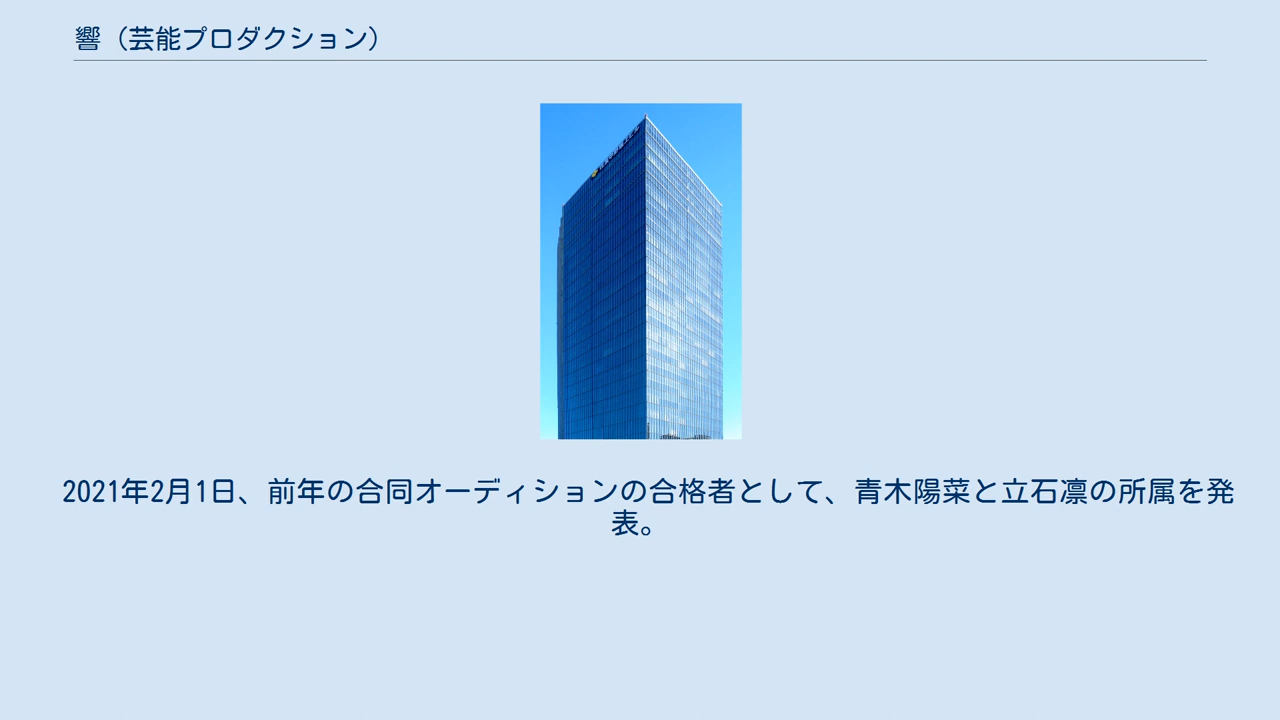 響（芸能プロダクション）
2021年2月1日、前年の合同オーディションの合格者として、青木陽菜と立石凛の所属を発
表。